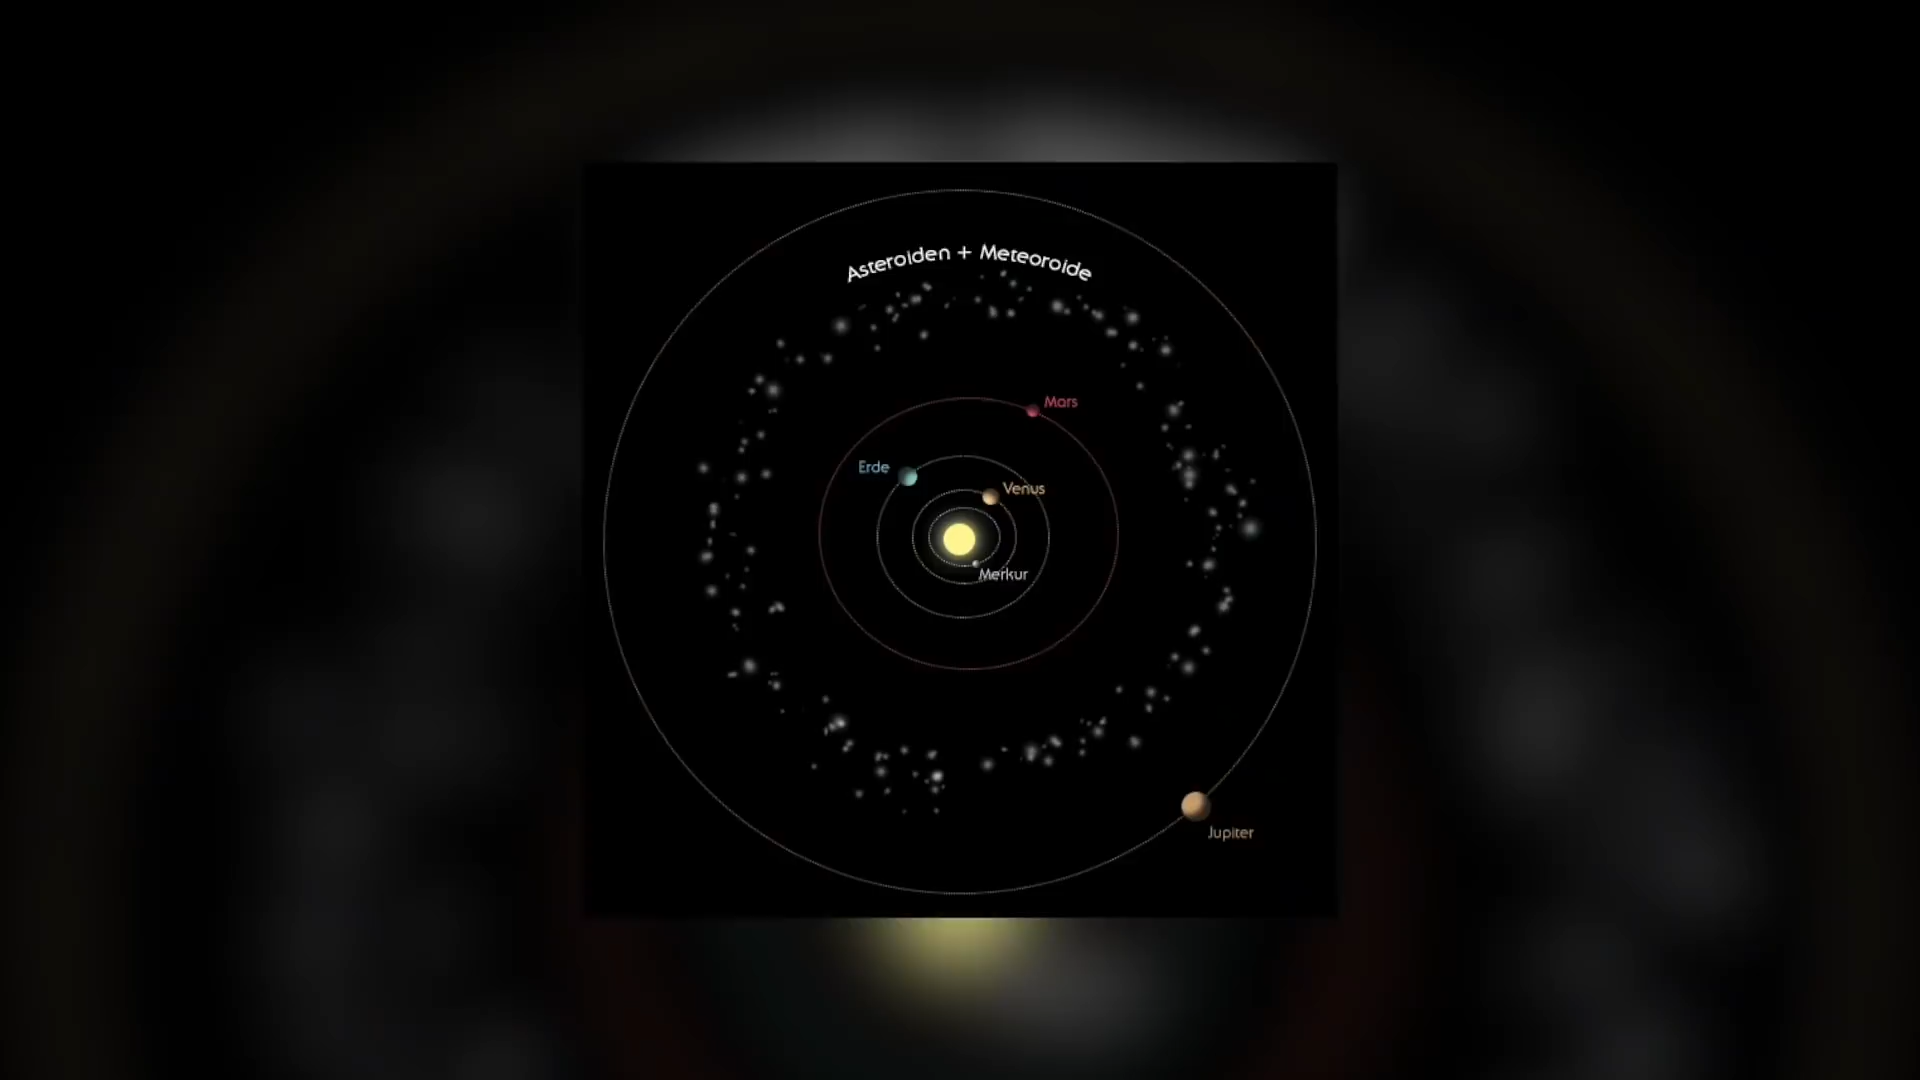 Asteroiden + Meteoroide
Mars
Erde
Venus
Merkur
Jupiter